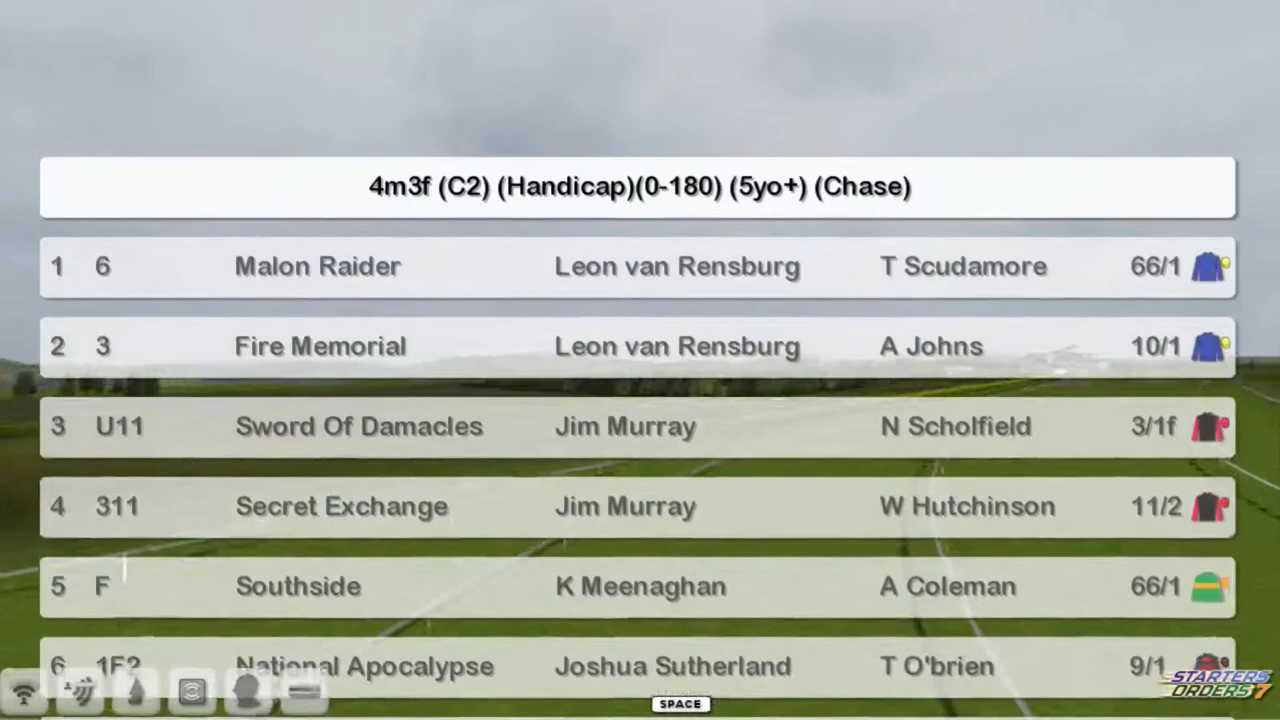 4m3f (C2) (Handicap)(0-180) (5yo+) (Chase)
1 6 Malon Raider Leon van Rensburg T Scudamore 66/1
2 3 Fire Memorial Leon van Rensburg A Johns 10/1
3 U11 Sword Of Damacles Jim Murray N Scholfield 3/1f
4 311 Secret Exchange Jim Murray W Hutchinson 11/2
5 F Southside K Meenaghan A Coleman 66/1
6 1F2 National Apocalypse Joshua Sutherland T O'brien 9/1
STARTERS ORDERS 7
SPACE